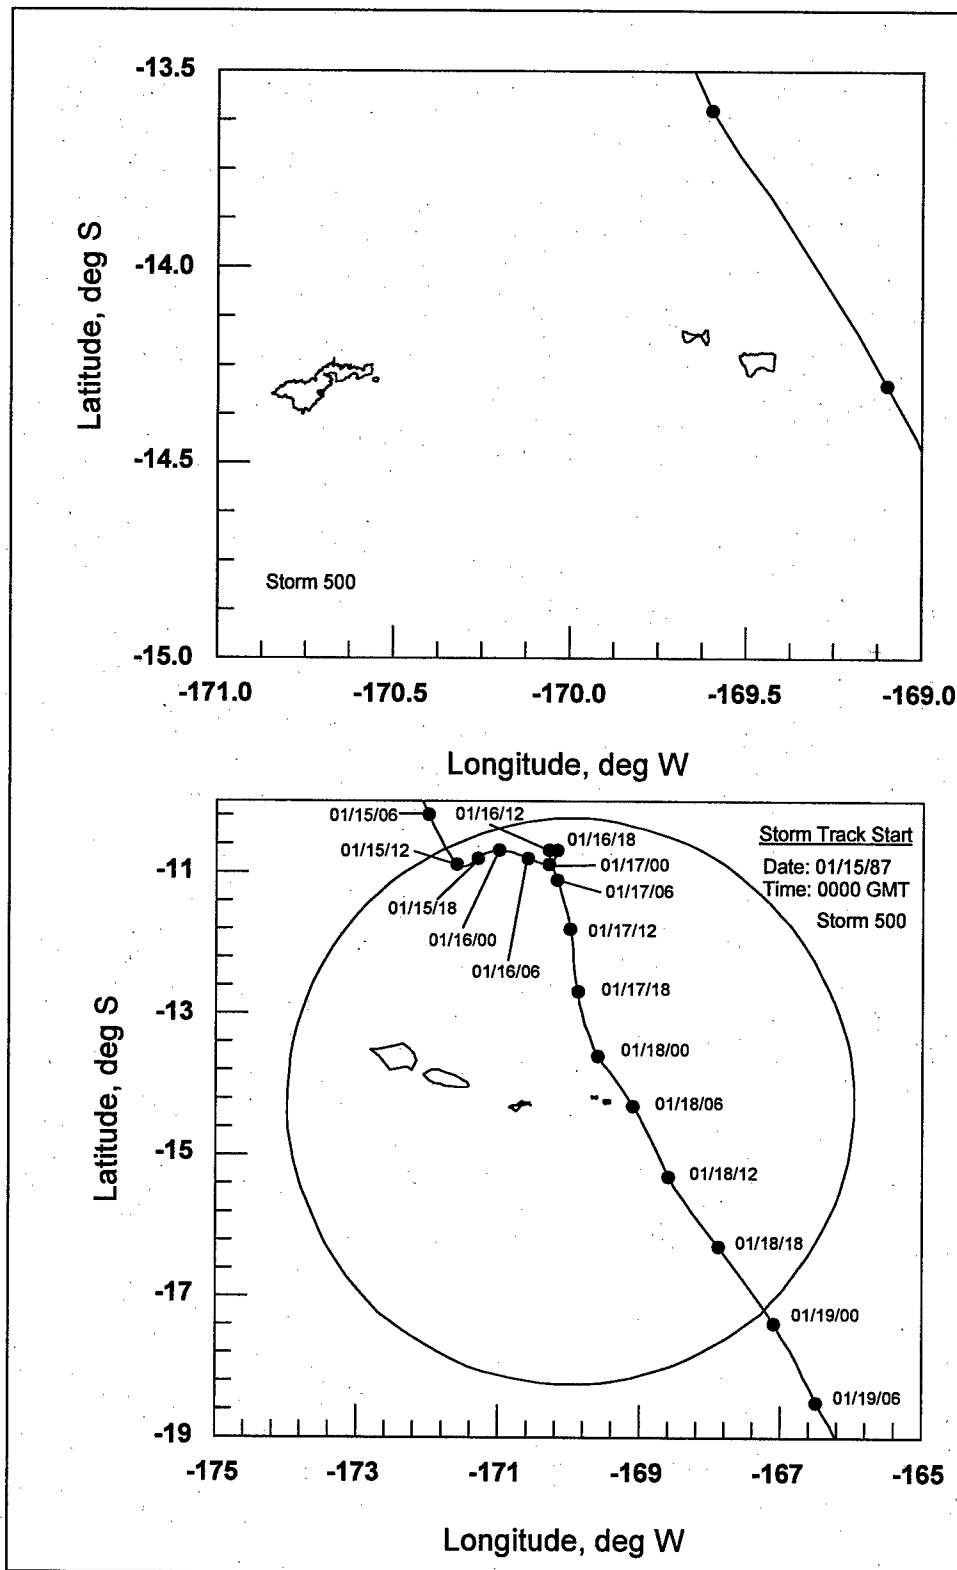 -13.5
-14.0
Latitude, deg S
-14.5
Storm 500
-15.0
-171.0 -170.5 -170.0 -169.5 -169.0
Longitude, deg W
01/15/06
01/16/12
01/16/18
Storm Track Start
01/15/12
-11
01/17/00
Date: 01/15/87
01/17/06
Time: 0000 GMT
01/15/18
Storm 500
01/16/00
01/17/12
01/16/06
01/17/18
-13
01/18/00
Latitude, deg S
01/18/06
-15
01/18/12
01/18/18
-17
01/19/00
01/19/06
-19
-175 -173 -171 -169 -167 -165
Longitude, deg W